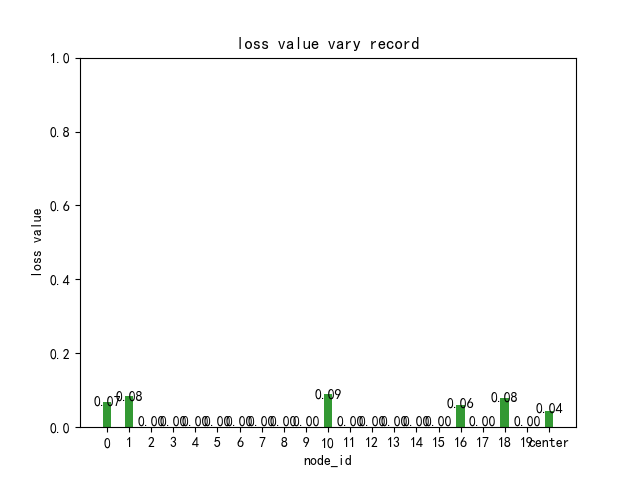 loss value vary record
1.0
0.8
0.6
0.4
0.2
0.0
loss value
0.07 0.08 0.00 0.00 0.00 0.00 0.00 0.00 0.00 0.00 0.09 0.00 0.00 0.00 0.00 0.00 0.06 0.00 0.08 0.00 0.04
0 1 2 3 4 5 6 7 8 9 10 11 12 13 14 15 16 17 18 19 center
node_id